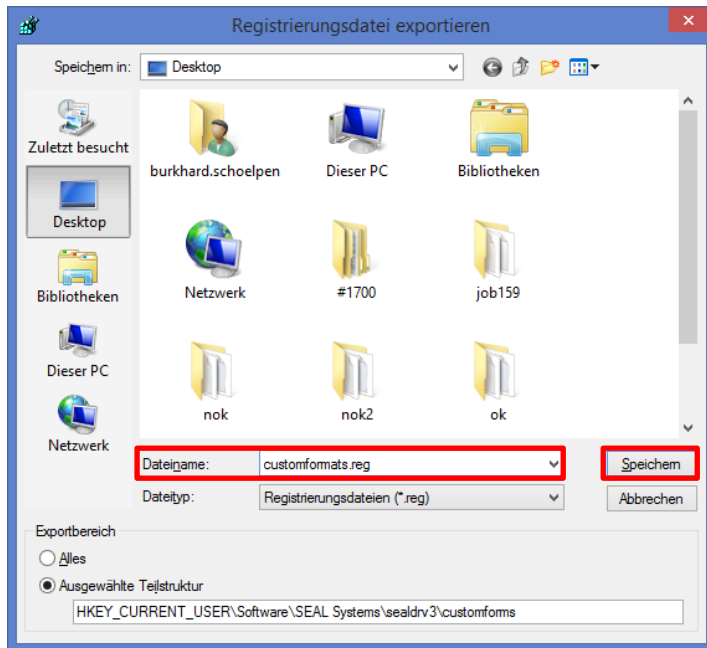 Registrierungsdatei exportieren
Speichern in: Desktop
Zuletzt besucht
Desktop
Bibliotheken
Dieser PC
Netzwerk
burkhard.schoelpen Dieser PC Bibliotheken
Netzwerk #1700 job159
nok nok2 ok
Dateiname: customformats.reg Speichern
Dateityp: Registrierungsdateien (*.reg) Abbrechen
Exportbereich
Alles
Ausgewählte Teilstruktur
HKEY_CURRENT_USER\Software\SEAL Systems\sealdrv3\customforms